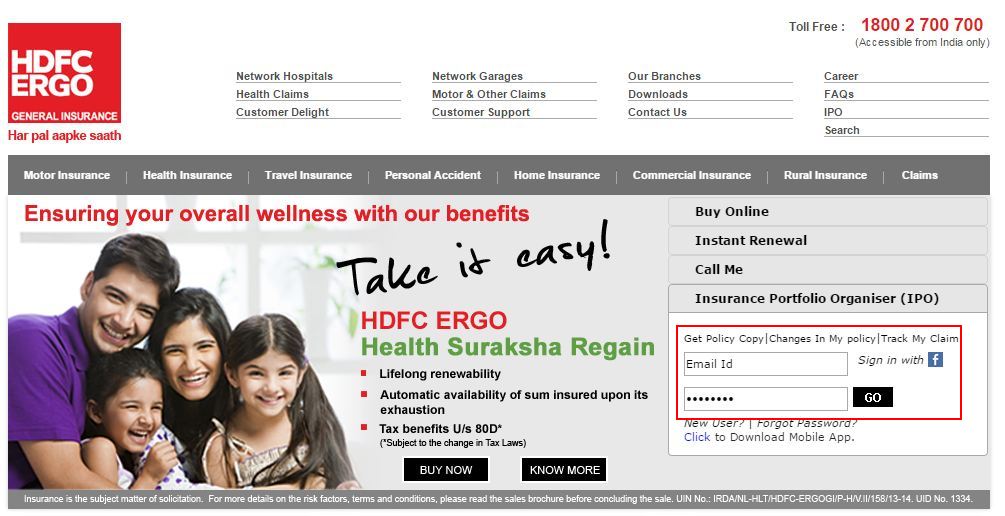 HDFC
ERGO
GENERAL INSURANCE
Har pal aapke saath
Toll Free : 1800 2 700 700
(Accessible from India only)
Network Hospitals
Health Claims
Customer Delight
Network Garages
Motor & Other Claims
Customer Support
Our Branches
Downloads
Contact Us
Career
FAQs
IPO
Search
Motor Insurance | Health Insurance | Travel Insurance | Personal Accident | Home Insurance | Commercial Insurance | Rural Insurance | Claims
Ensuring your overall wellness with our benefits
Take it easy!
HDFC ERGO
Health Suraksha Regain
Lifelong renewability
Automatic availability of sum insured upon its
exhaustion
Tax benefits U/s 80D*
(*Subject to the change in Tax Laws)
BUY NOW
KNOW MORE
Buy Online
Instant Renewal
Call Me
Insurance Portfolio Organiser (IPO)
Get Policy Copy|Changes In My policy|Track My Claim
Email Id
Sign in with f
••••••••
GO
New User? | Forgot Password?
Click to Download Mobile App.
Insurance is the subject matter of solicitation. For more details on the risk factors, terms and conditions, please read the sales brochure before concluding the sale. UIN No.: IRDA/NL-HLT/HDFC-ERGOGI/P-H/V.II/158/13-14. UID No. 1334.